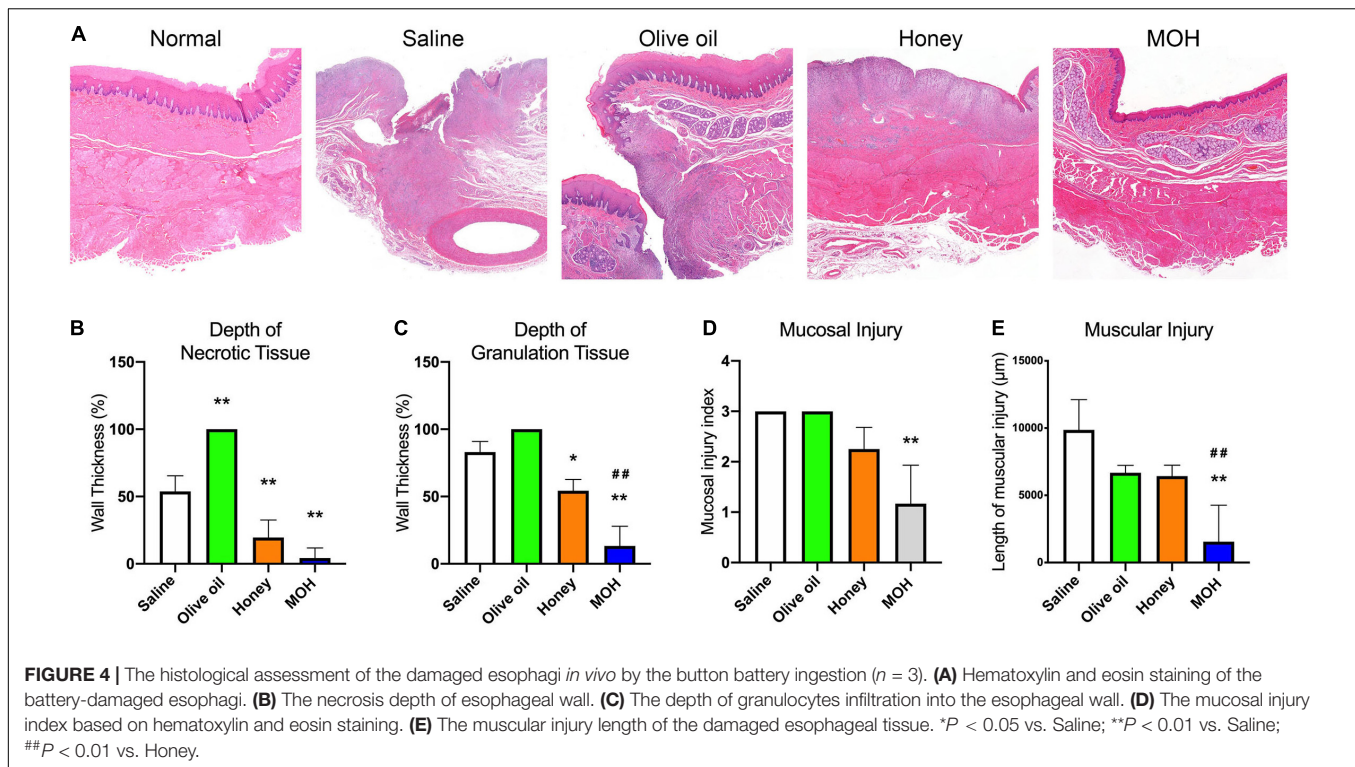 A
Normal
Saline
Olive oil
Honey
MOH
B
Depth of
Necrotic Tissue
Wall Thickness (%)
150
100
50
0
**
**
**
Saline
Olive oil
Honey
MOH
C
Depth of
Granulation Tissue
Wall Thickness (%)
150
100
50
0
*
##
**
Saline
Olive oil
Honey
MOH
D
Mucosal Injury
Mucosal injury index
4
3
2
1
0
**
Saline
Olive oil
Honey
MOH
E
Muscular Injury
Length of muscular injury (μm)
15000
10000
5000
0
##
**
Saline
Olive oil
Honey
MOH
FIGURE 4 | The histological assessment of the damaged esophagi in vivo by the button battery ingestion (n = 3). (A) Hematoxylin and eosin staining of the
battery-damaged esophagi. (B) The necrosis depth of esophageal wall. (C) The depth of granulocytes infiltration into the esophageal wall. (D) The mucosal injury
index based on hematoxylin and eosin staining. (E) The muscular injury length of the damaged esophageal tissue. *P < 0.05 vs. Saline; **P < 0.01 vs. Saline;
##P < 0.01 vs. Honey.